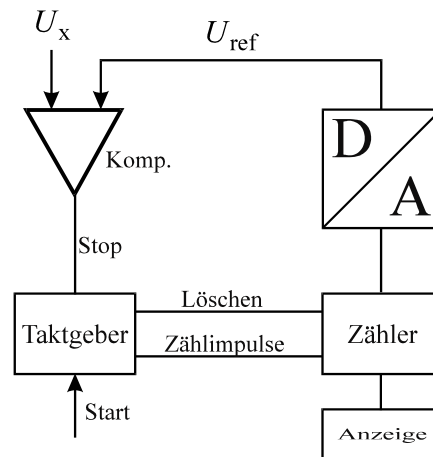 U_x
U_ref
D
A
Komp.
Stop
Löschen
Taktgeber
Zähler
Zählimpulse
Start
Anzeige